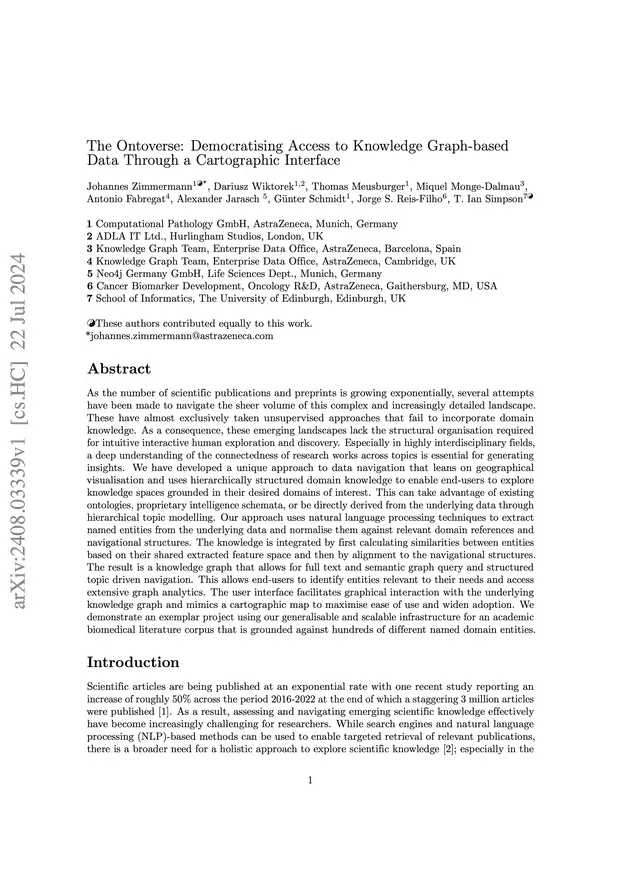 The Ontoverse: Democratising Access to Knowledge Graph-based
Data Through a Cartographic Interface
Johannes Zimmermann1*, Dariusz Wiktorek1,2, Thomas Meusburger1, Miquel Monge-Dalmau3,
Antonio Fabregat4, Alexander Jarasch 5, Günter Schmidt1, Jorge S. Reis-Filho6, T. Ian Simpson7
1 Computational Pathology GmbH, AstraZeneca, Munich, Germany
2 ADLA IT Ltd., Hurlingham Studios, London, UK
3 Knowledge Graph Team, Enterprise Data Office, AstraZeneca, Barcelona, Spain
4 Knowledge Graph Team, Enterprise Data Office, AstraZeneca, Cambridge, UK
5 Neo4j Germany GmbH, Life Sciences Dept., Munich, Germany
6 Cancer Biomarker Development, Oncology R&D, AstraZeneca, Gaithersburg, MD, USA
7 School of Informatics, The University of Edinburgh, Edinburgh, UK
These authors contributed equally to this work.
*johannes.zimmermann@astrazeneca.com
Abstract
As the number of scientific publications and preprints is growing exponentially, several attempts
have been made to navigate the sheer volume of this complex and increasingly detailed landscape.
These have almost exclusively taken unsupervised approaches that fail to incorporate domain
knowledge. As a consequence, these emerging landscapes lack the structural organisation required
for intuitive interactive human exploration and discovery. Especially in highly interdisciplinary fields,
a deep understanding of the connectedness of research works across topics is essential for generating
insights. We have developed a unique approach to data navigation that leans on geographical
visualisation and uses hierarchically structured domain knowledge to enable end-users to explore
knowledge spaces grounded in their desired domains of interest. This can take advantage of existing
ontologies, proprietary intelligence schemata, or be directly derived from the underlying data through
hierarchical topic modelling. Our approach uses natural language processing techniques to extract
named entities from the underlying data and normalise them against relevant domain references and
navigational structures. The knowledge is integrated by first calculating similarities between entities
based on their shared extracted feature space and then by alignment to the navigational structures.
The result is a knowledge graph that allows for full text and semantic graph query and structured
topic driven navigation. This allows end-users to identify entities relevant to their needs and access
extensive graph analytics. The user interface facilitates graphical interaction with the underlying
knowledge graph and mimics a cartographic map to maximise ease of use and widen adoption. We
demonstrate an exemplar project using our generalisable and scalable infrastructure for an academic
biomedical literature corpus that is grounded against hundreds of different named domain entities.
Introduction
Scientific articles are being published at an exponential rate with one recent study reporting an
increase of roughly 50% across the period 2016-2022 at the end of which a staggering 3 million articles
were published [1]. As a result, assessing and navigating emerging scientific knowledge effectively
have become increasingly challenging for researchers. While search engines and natural language
processing (NLP)-based methods can be used to enable targeted retrieval of relevant publications,
there is a broader need for a holistic approach to explore scientific knowledge [2]; especially in the
1
arXiv:2408.03339v1 [cs.HC] 22 Jul 2024